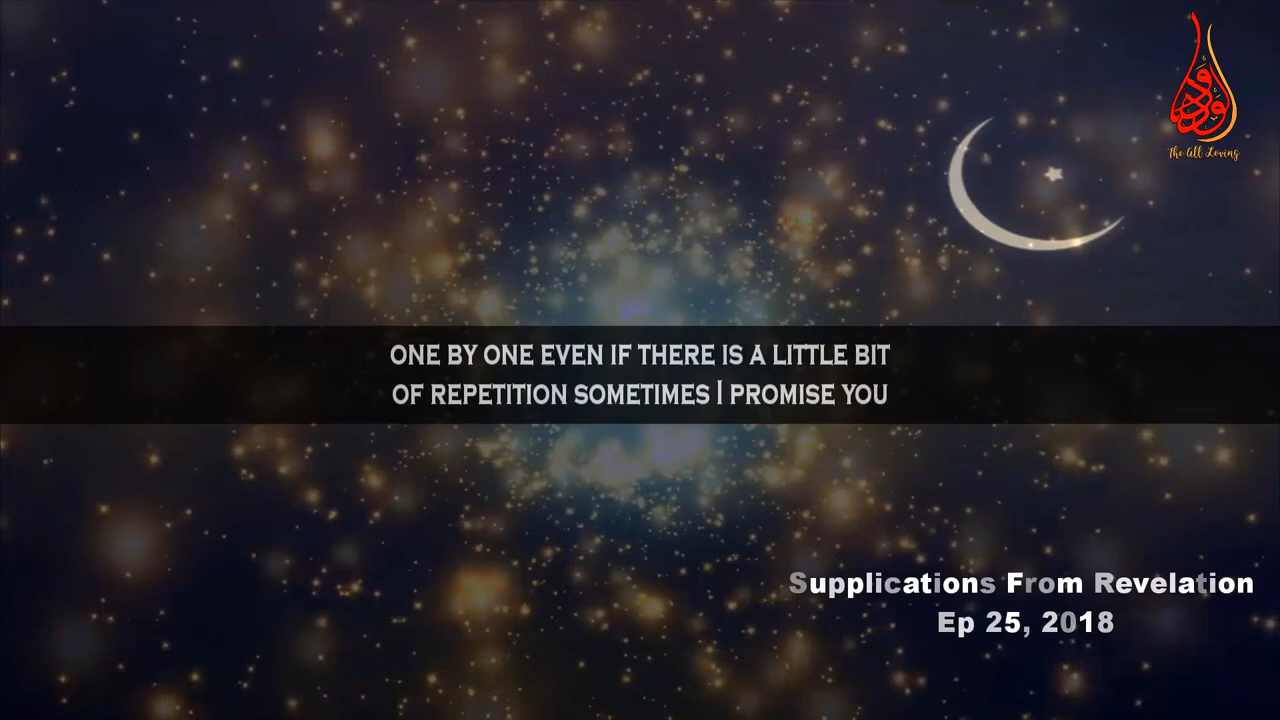 الودود
The All Loving
ONE BY ONE EVEN IF THERE IS A LITTLE BIT
OF REPETITION SOMETIMES I PROMISE YOU
Supplications From Revelation
Ep 25, 2018